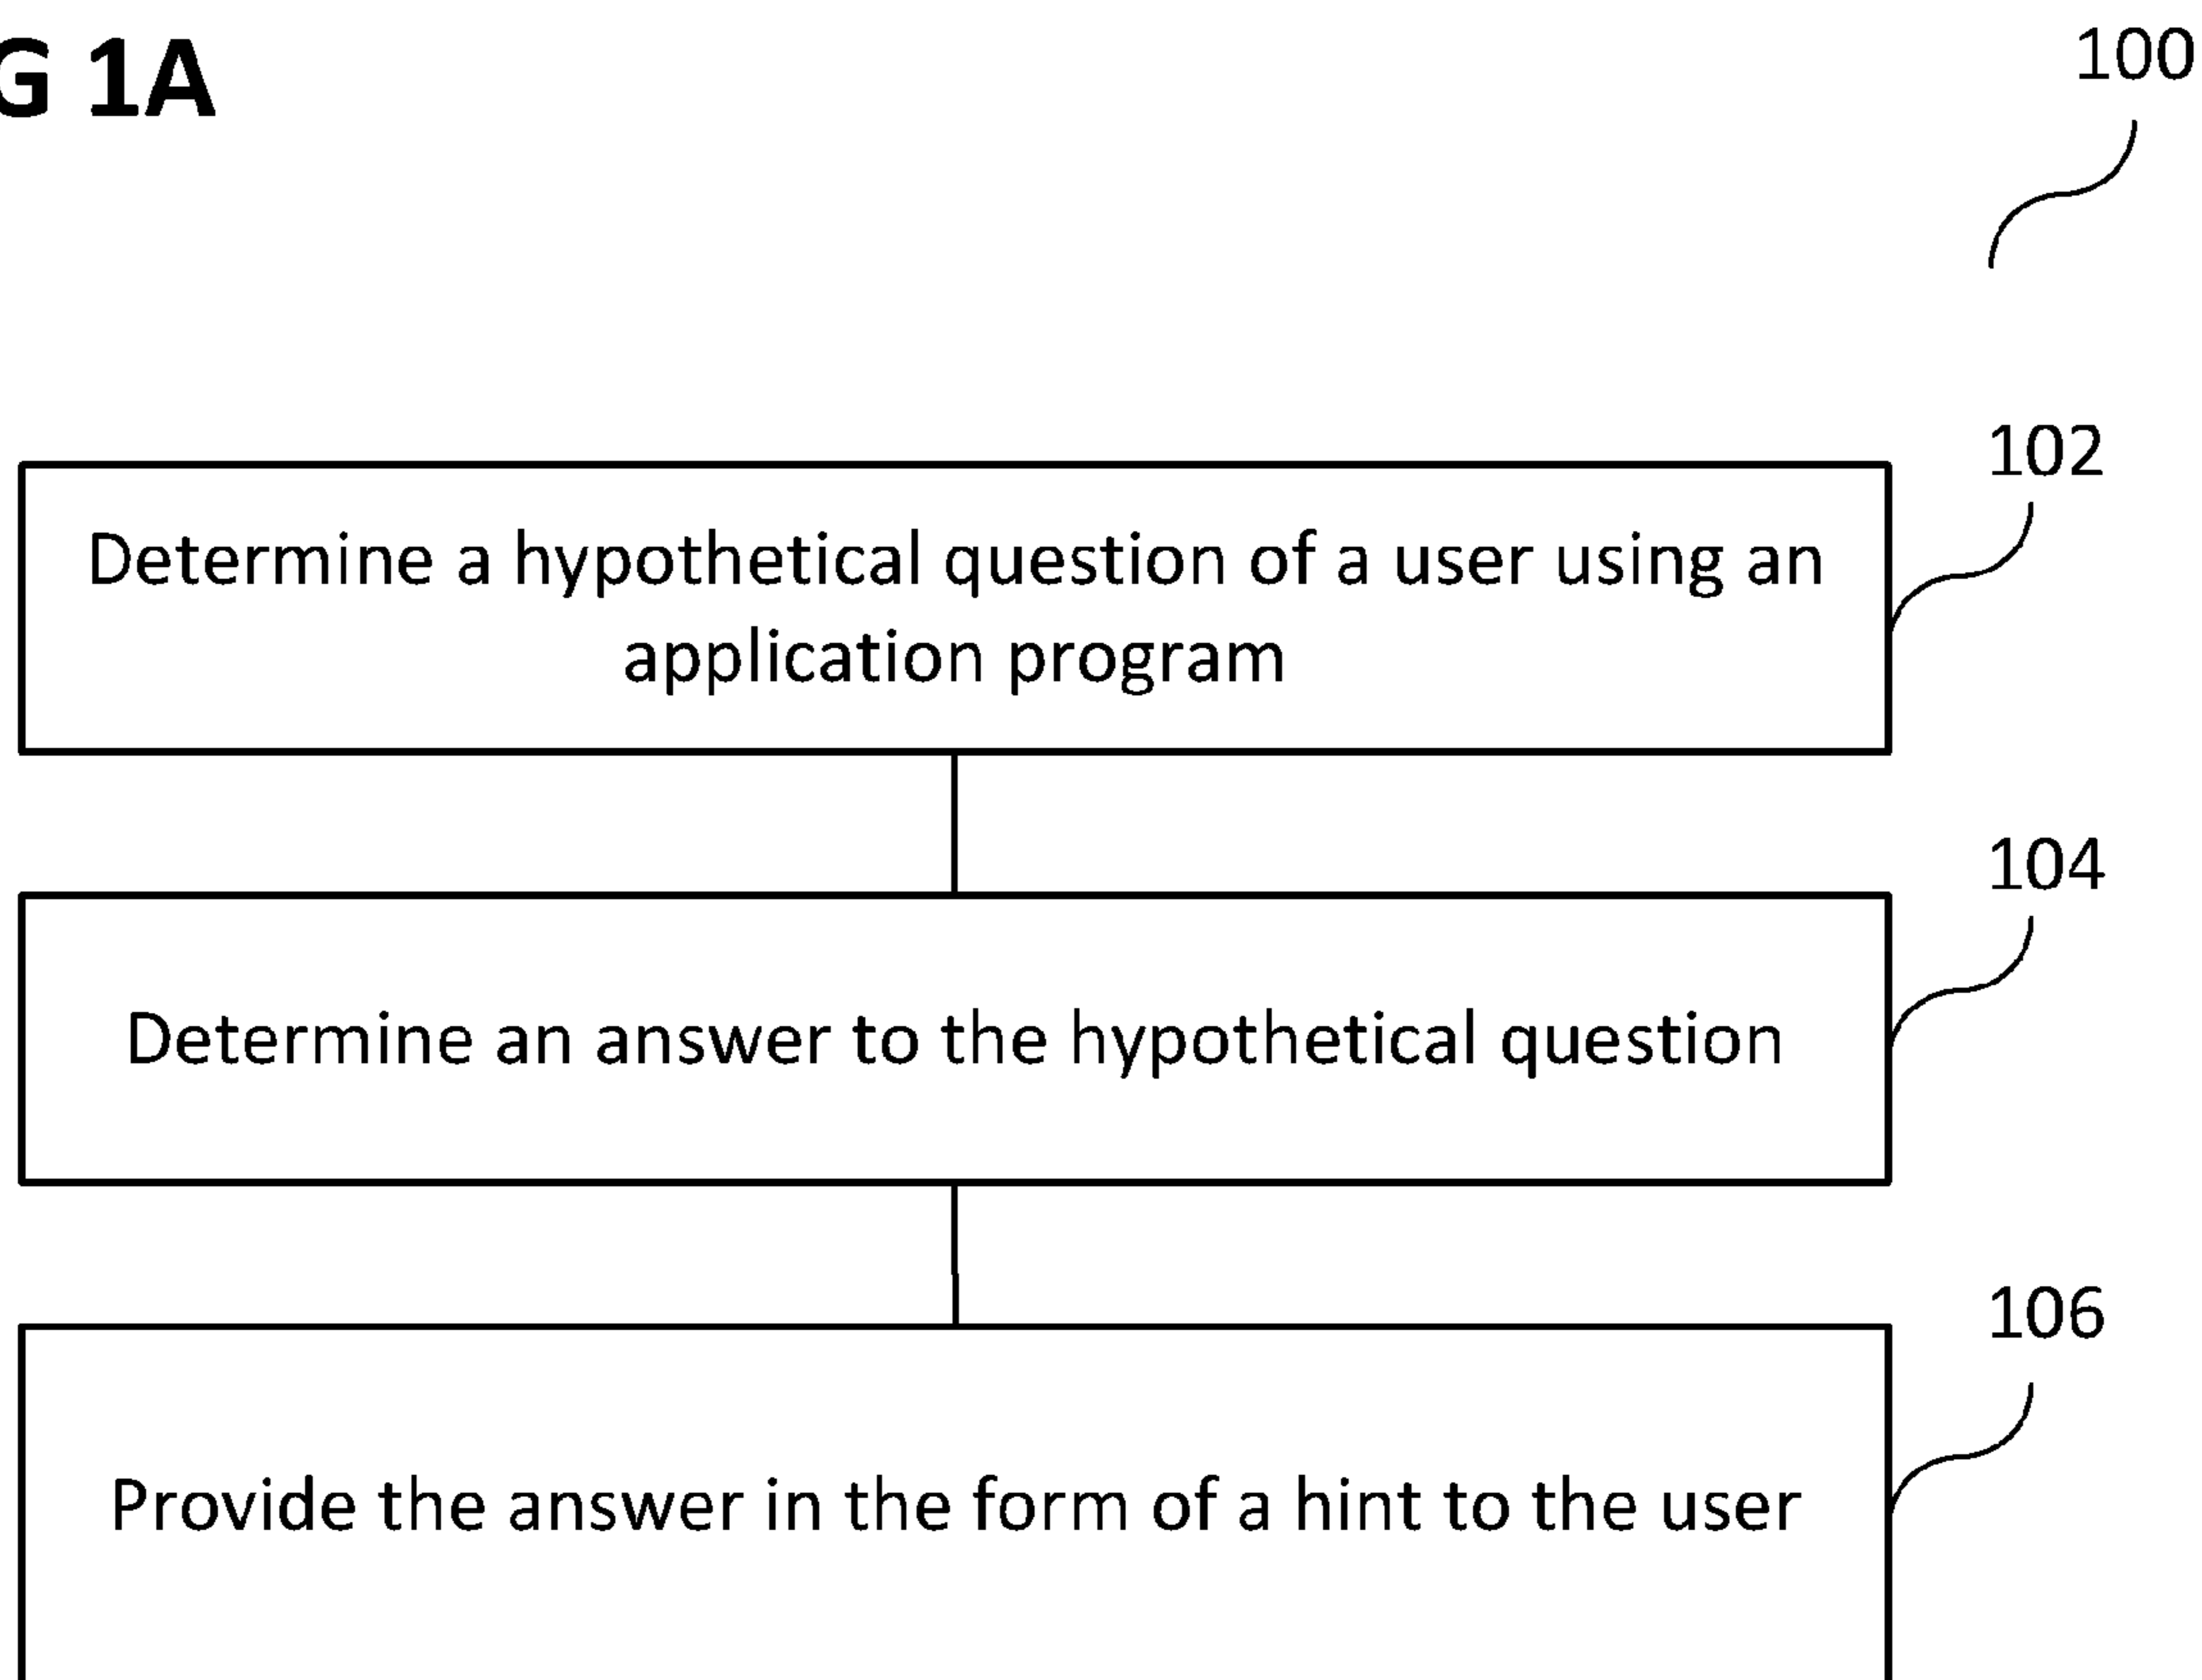 G 1A
100
102
Determine a hypothetical question of a user using an
application program
104
Determine an answer to the hypothetical question
106
Provide the answer in the form of a hint to the user